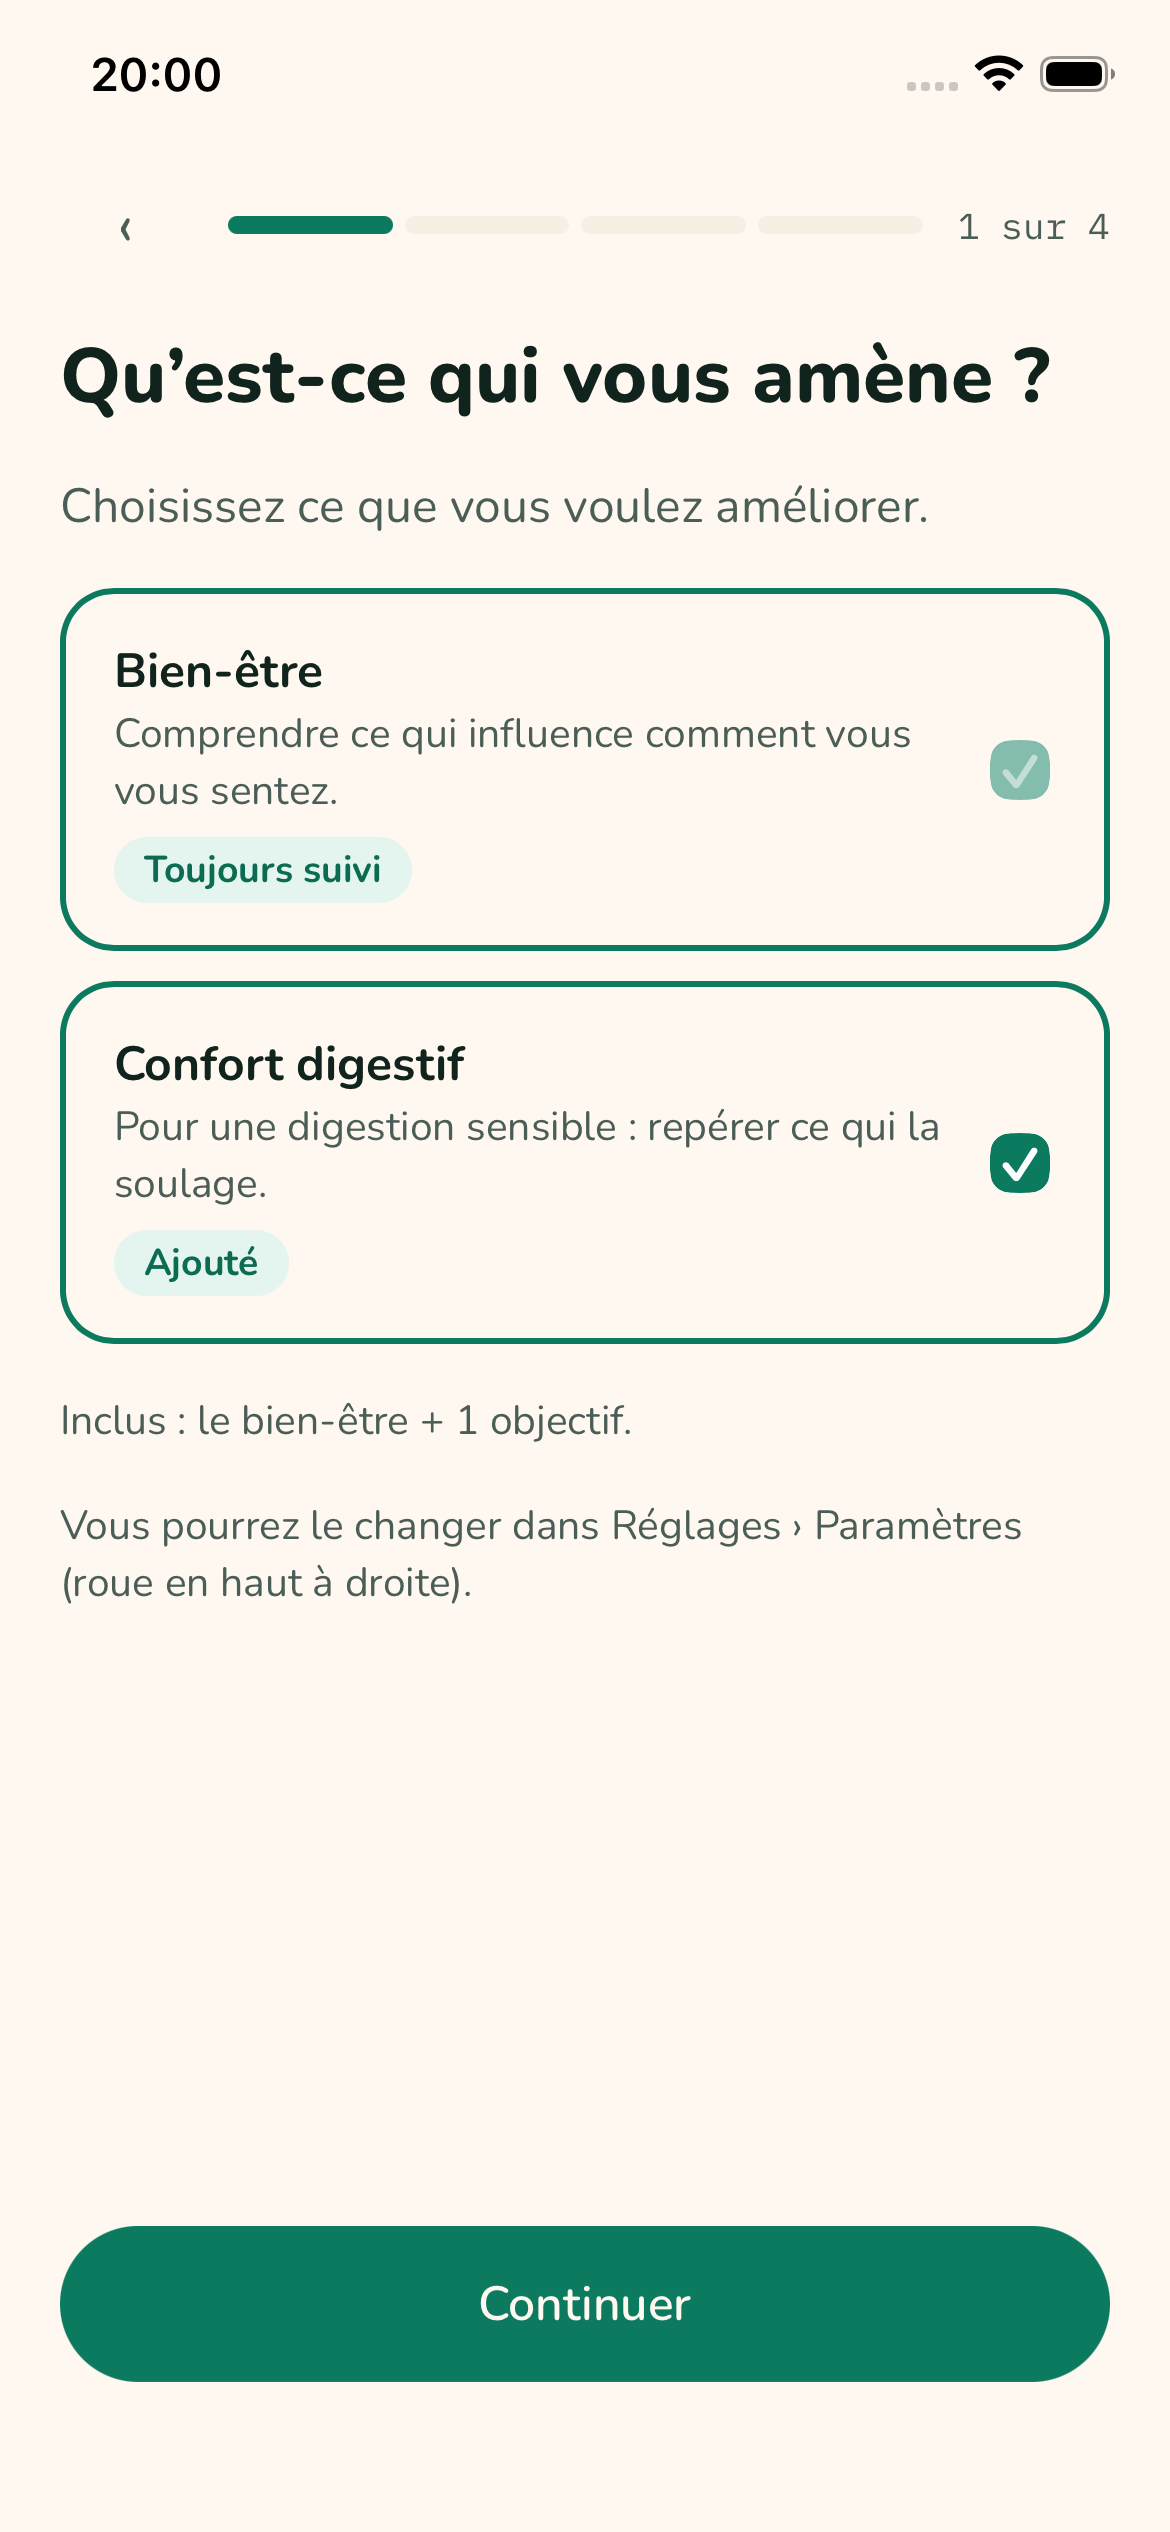 20:00
‹
1 sur 4
Qu’est-ce qui vous amène ?
Choisissez ce que vous voulez améliorer.
Bien-être
Comprendre ce qui influence comment vous
vous sentez.
Toujours suivi
Confort digestif
Pour une digestion sensible : repérer ce qui la
soulage.
Ajouté
Inclus : le bien-être + 1 objectif.
Vous pourrez le changer dans Réglages › Paramètres
(roue en haut à droite).
Continuer